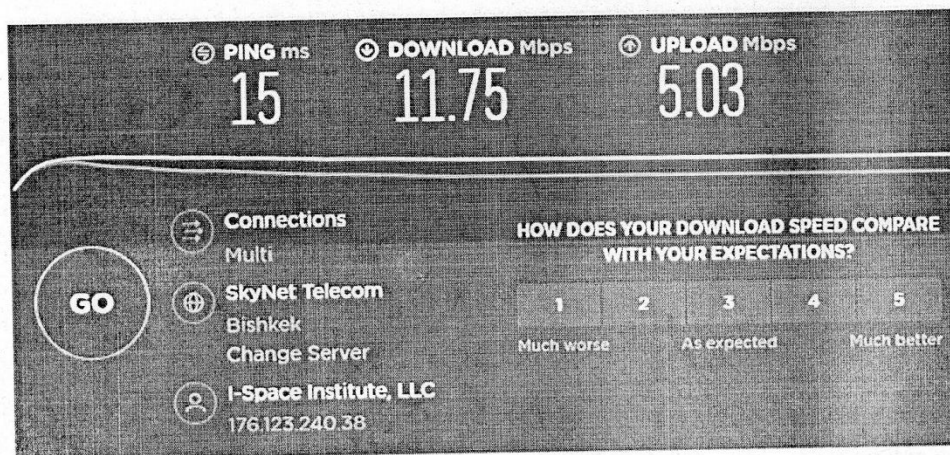 PING ms DOWNLOAD Mbps UPLOAD Mbps
15 11.75 5.03
Connections
Multi
SkyNet Telecom
Bishkek
Change Server
GO
I-Space Institute, LLC
176.123.240.38
HOW DOES YOUR DOWNLOAD SPEED COMPARE
WITH YOUR EXPECTATIONS?
1 2 3 4 5
Much worse As expected Much better